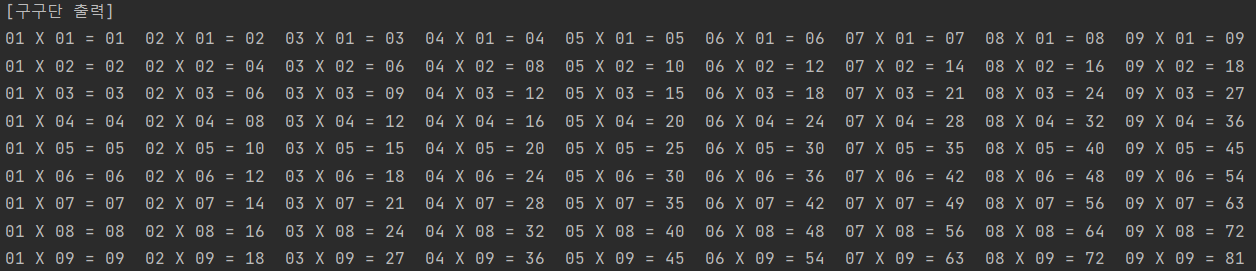 [구구단 출력]
01 X 01 = 01  02 X 01 = 02  03 X 01 = 03  04 X 01 = 04  05 X 01 = 05  06 X 01 = 06  07 X 01 = 07  08 X 01 = 08  09 X 01 = 09
01 X 02 = 02  02 X 02 = 04  03 X 02 = 06  04 X 02 = 08  05 X 02 = 10  06 X 02 = 12  07 X 02 = 14  08 X 02 = 16  09 X 02 = 18
01 X 03 = 03  02 X 03 = 06  03 X 03 = 09  04 X 03 = 12  05 X 03 = 15  06 X 03 = 18  07 X 03 = 21  08 X 03 = 24  09 X 03 = 27
01 X 04 = 04  02 X 04 = 08  03 X 04 = 12  04 X 04 = 16  05 X 04 = 20  06 X 04 = 24  07 X 04 = 28  08 X 04 = 32  09 X 04 = 36
01 X 05 = 05  02 X 05 = 10  03 X 05 = 15  04 X 05 = 20  05 X 05 = 25  06 X 05 = 30  07 X 05 = 35  08 X 05 = 40  09 X 05 = 45
01 X 06 = 06  02 X 06 = 12  03 X 06 = 18  04 X 06 = 24  05 X 06 = 30  06 X 06 = 36  07 X 06 = 42  08 X 06 = 48  09 X 06 = 54
01 X 07 = 07  02 X 07 = 14  03 X 07 = 21  04 X 07 = 28  05 X 07 = 35  06 X 07 = 42  07 X 07 = 49  08 X 07 = 56  09 X 07 = 63
01 X 08 = 08  02 X 08 = 16  03 X 08 = 24  04 X 08 = 32  05 X 08 = 40  06 X 08 = 48  07 X 08 = 56  08 X 08 = 64  09 X 08 = 72
01 X 09 = 09  02 X 09 = 18  03 X 09 = 27  04 X 09 = 36  05 X 09 = 45  06 X 09 = 54  07 X 09 = 63  08 X 09 = 72  09 X 09 = 81